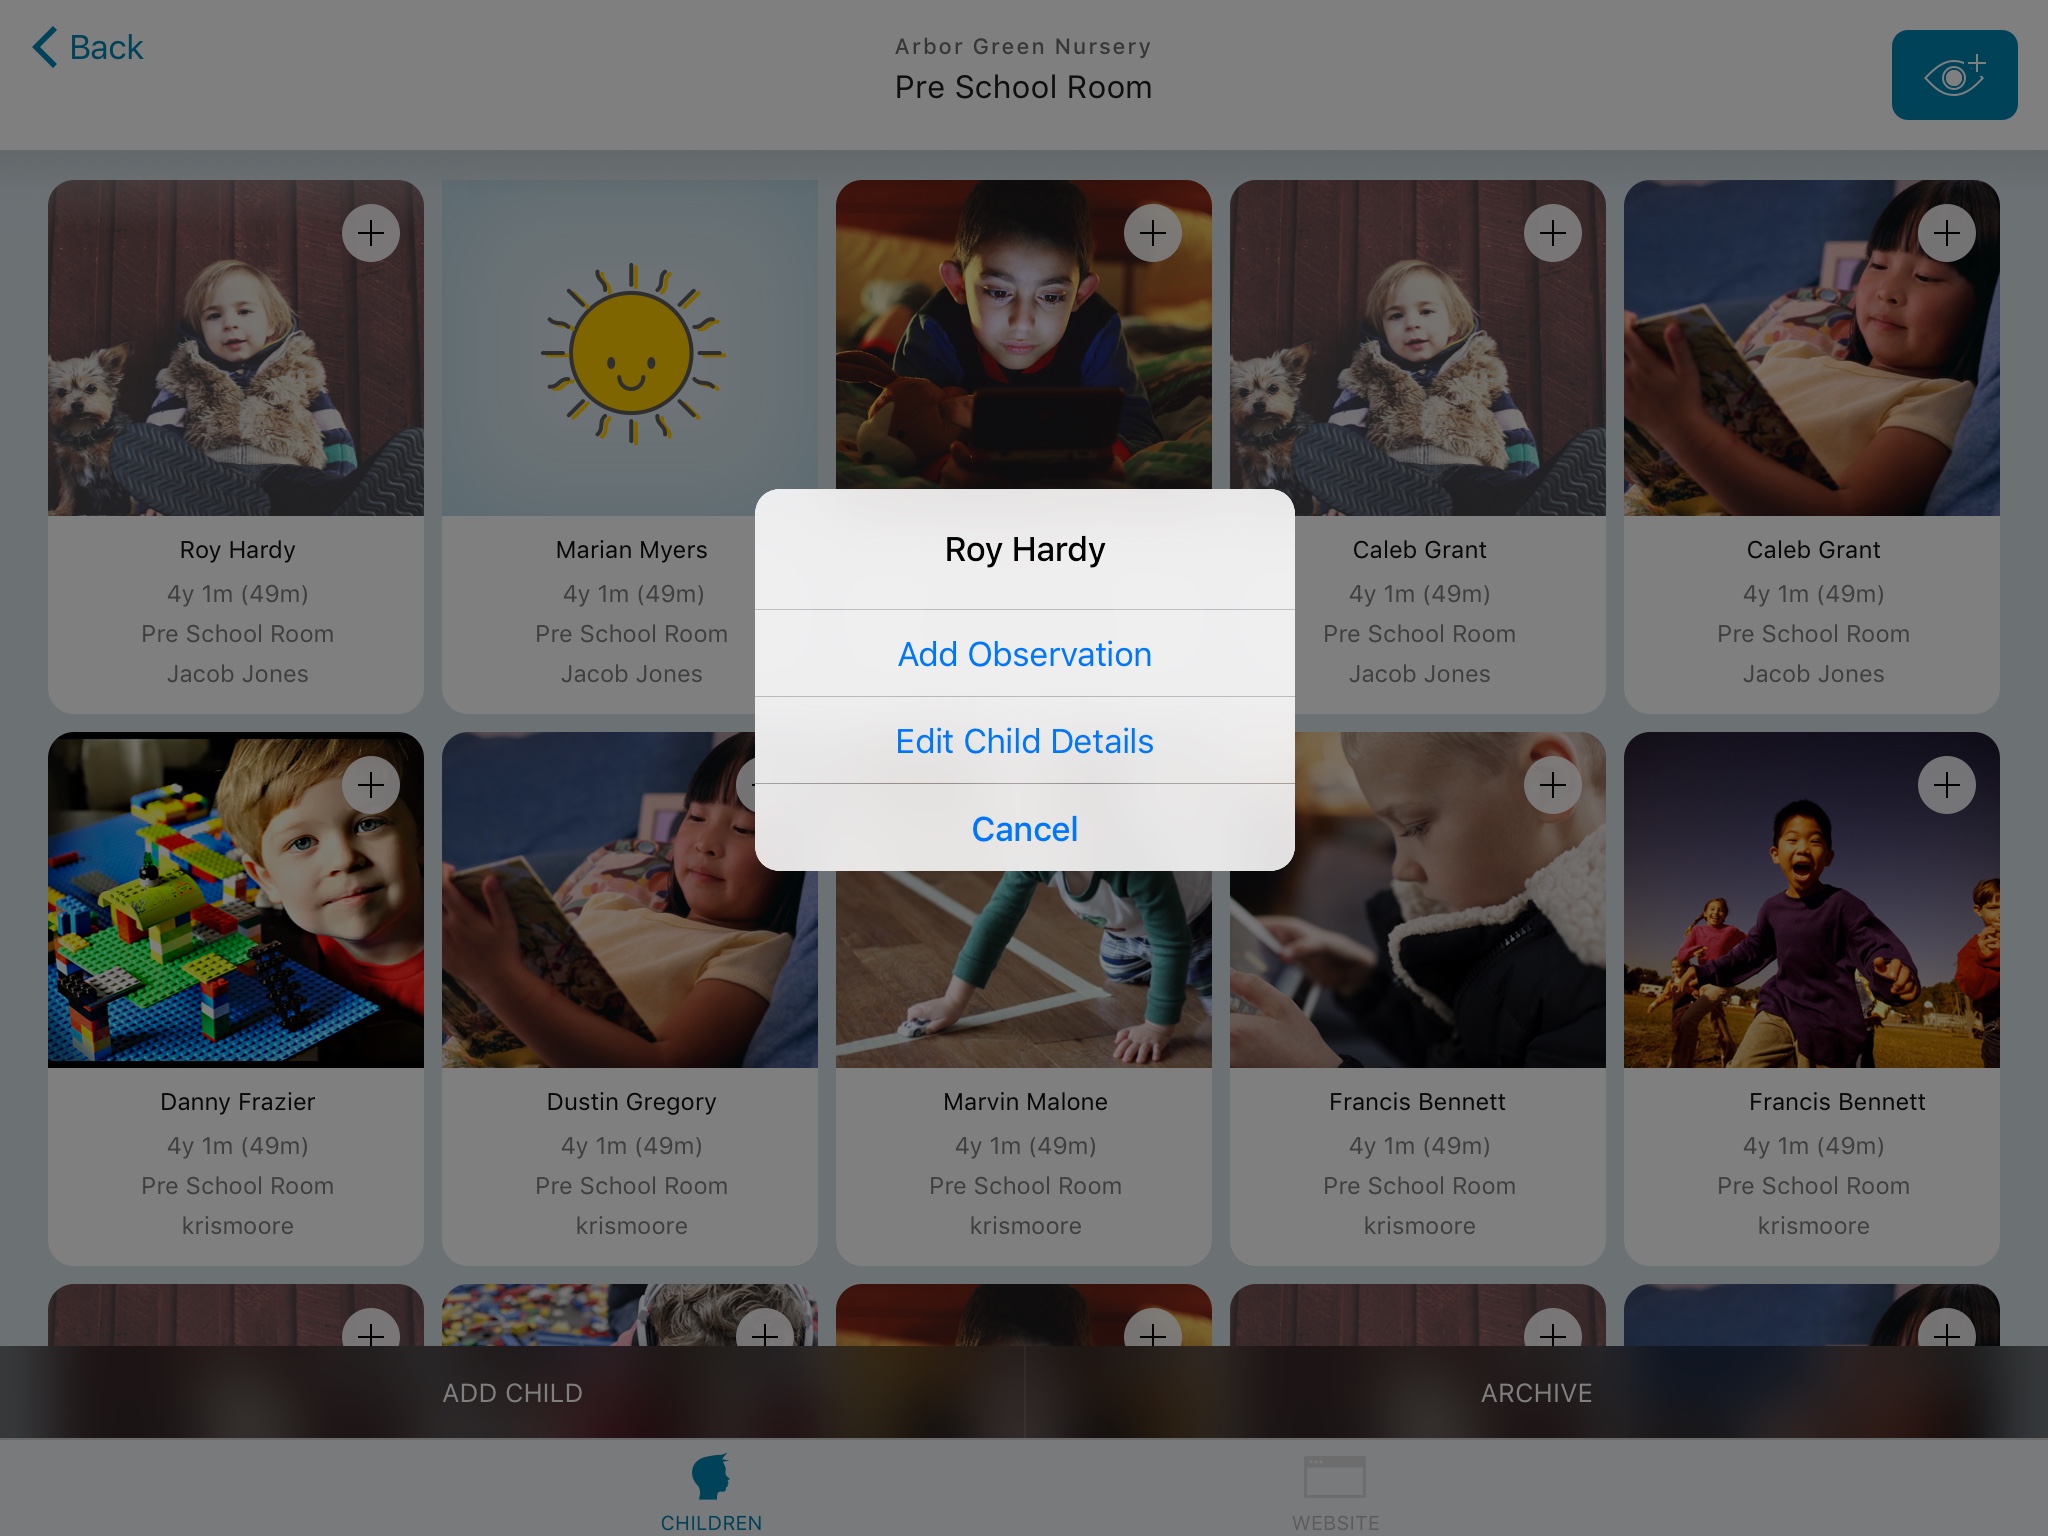 Back
Arbor Green Nursery
Pre School Room
Roy Hardy
4y 1m (49m)
Pre School Room
Jacob Jones
Marian Myers
4y 1m (49m)
Pre School Room
Jacob Jones
Caleb Grant
4y 1m (49m)
Pre School Room
Jacob Jones
Caleb Grant
4y 1m (49m)
Pre School Room
Jacob Jones
Roy Hardy
Add Observation
Edit Child Details
Cancel
Danny Frazier
4y 1m (49m)
Pre School Room
krismoore
Dustin Gregory
4y 1m (49m)
Pre School Room
krismoore
Marvin Malone
4y 1m (49m)
Pre School Room
krismoore
Francis Bennett
4y 1m (49m)
Pre School Room
krismoore
Francis Bennett
4y 1m (49m)
Pre School Room
krismoore
ADD CHILD
ARCHIVE
CHILDREN
WEBSITE